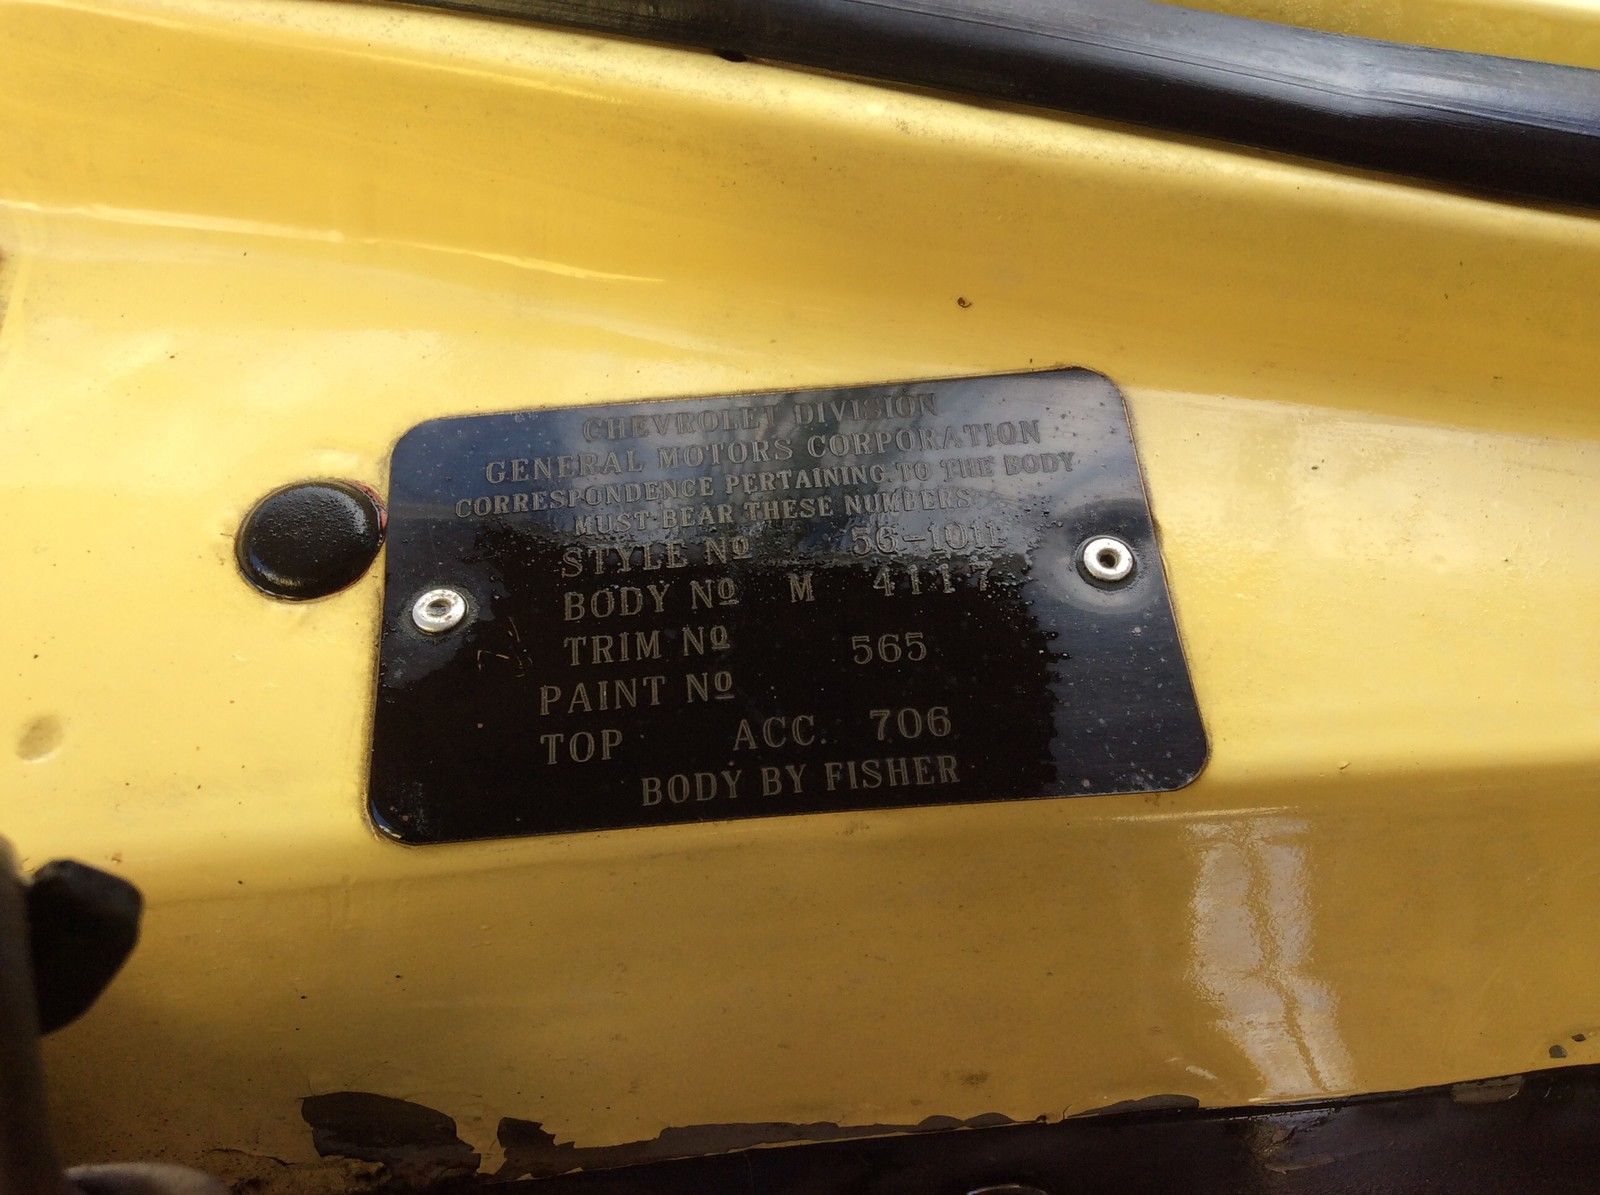 CHEVROLET DIVISION
GENERAL MOTORS CORPORATION
CORRESPONDENCE PERTAINING TO THE BODY
MUST BEAR THESE NUMBERS
STYLE Nº 56-1011
BODY Nº M 4117
TRIM Nº 565
PAINT Nº
TOP ACC. 706
BODY BY FISHER